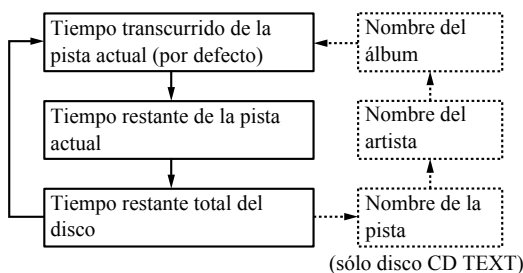 Tiempo transcurrido de la
pista actual (por defecto)
Nombre del
álbum
Tiempo restante de la pista
actual
Nombre del
artista
Tiempo restante total del
disco
Nombre de la
pista
(sólo disco CD TEXT)